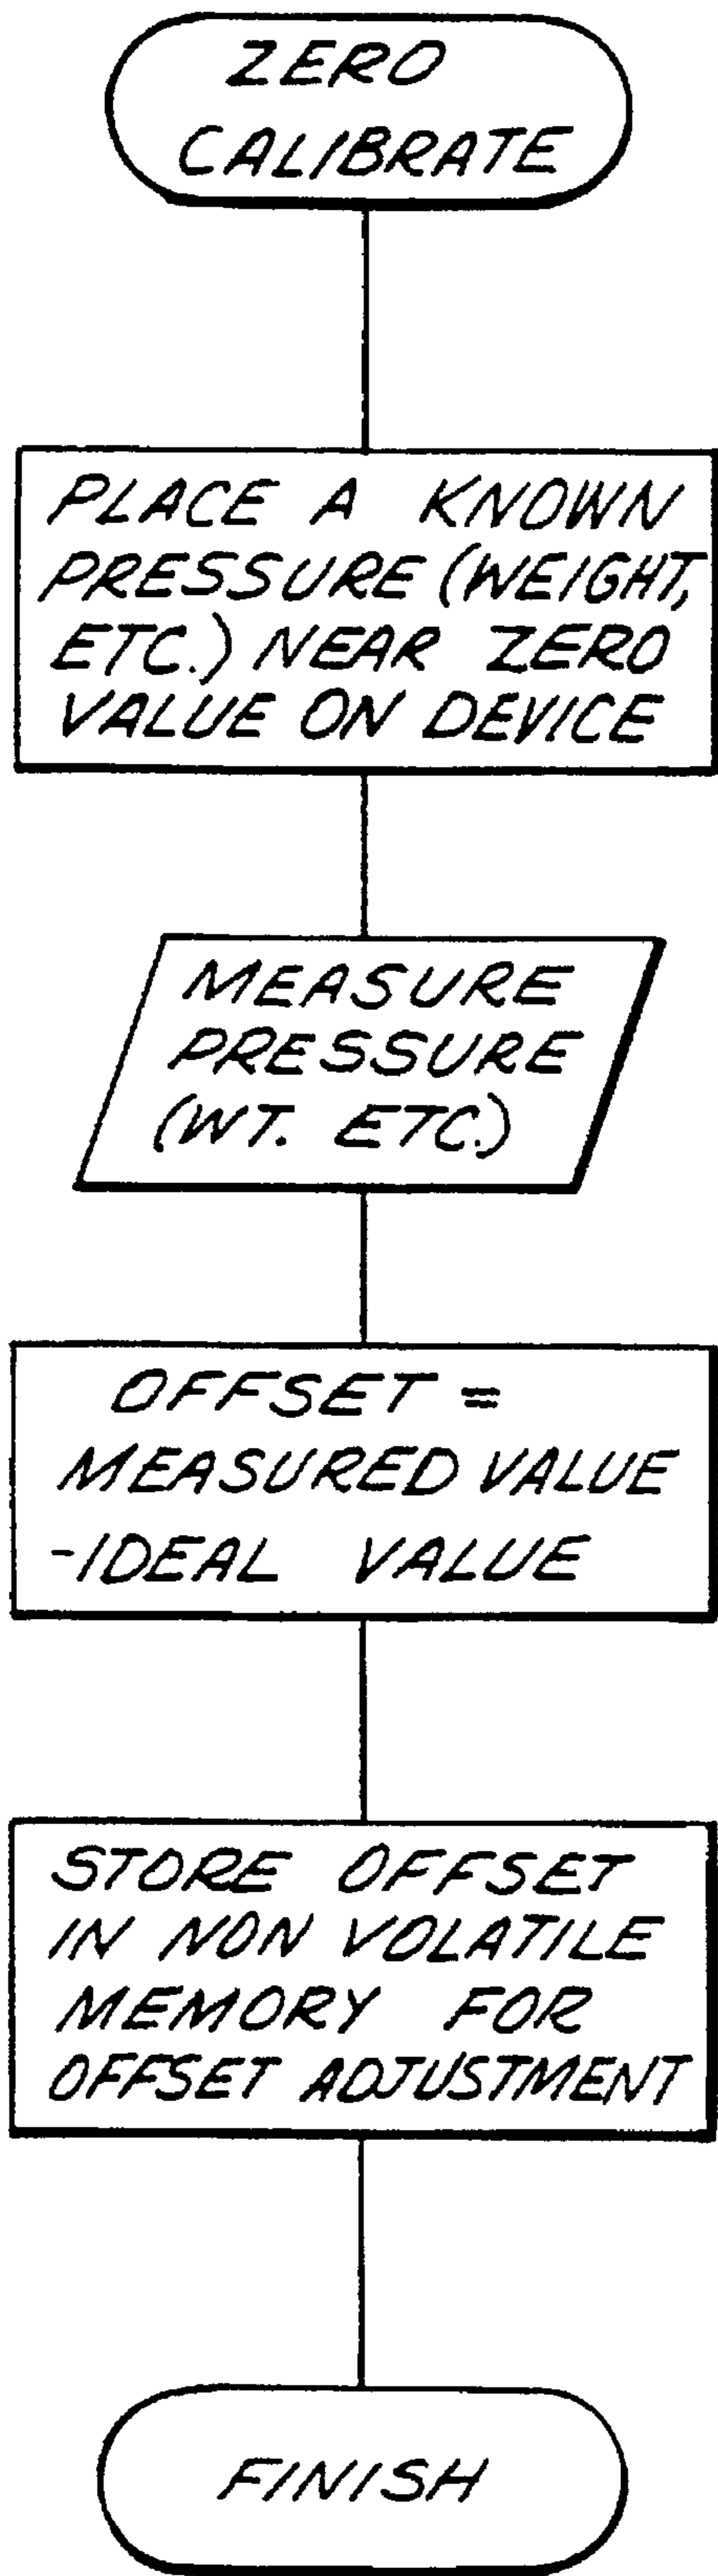 ZERO
CALIBRATE
PLACE A KNOWN
PRESSURE (WEIGHT,
ETC.) NEAR ZERO
VALUE ON DEVICE
MEASURE
PRESSURE
(WT. ETC.)
OFFSET =
MEASURED VALUE
-IDEAL VALUE
STORE OFFSET
IN NON VOLATILE
MEMORY FOR
OFFSET ADJUSTMENT
FINISH